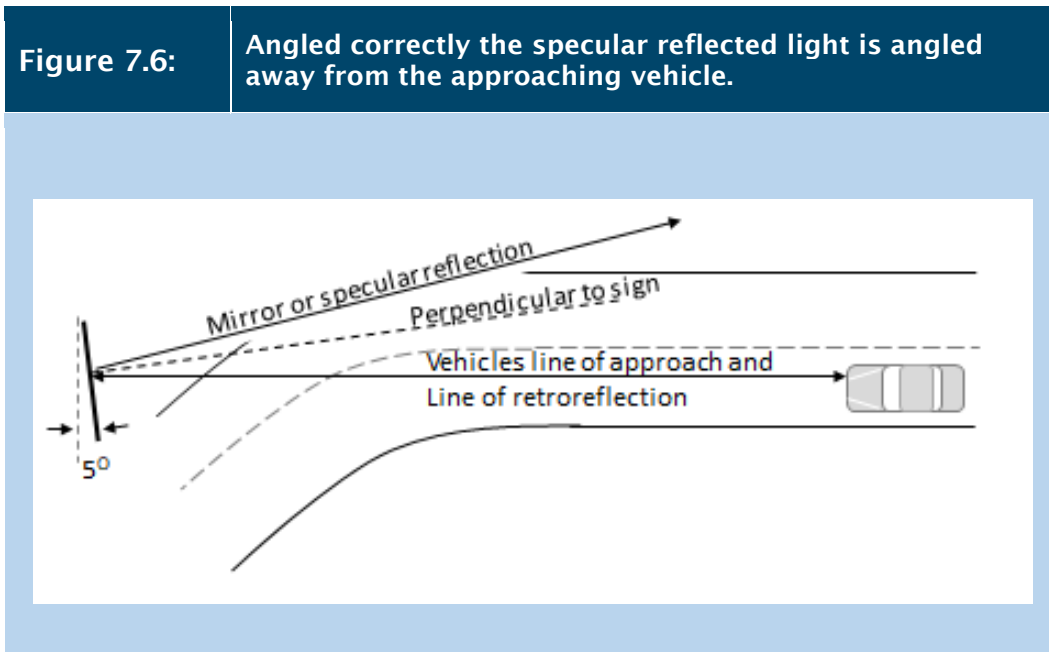 Figure 7.6:
Angled correctly the specular reflected light is angled
away from the approaching vehicle.
Mirror or specular reflection
Perpendicular to sign
Vehicles line of approach and
Line of retroreflection
5⁰